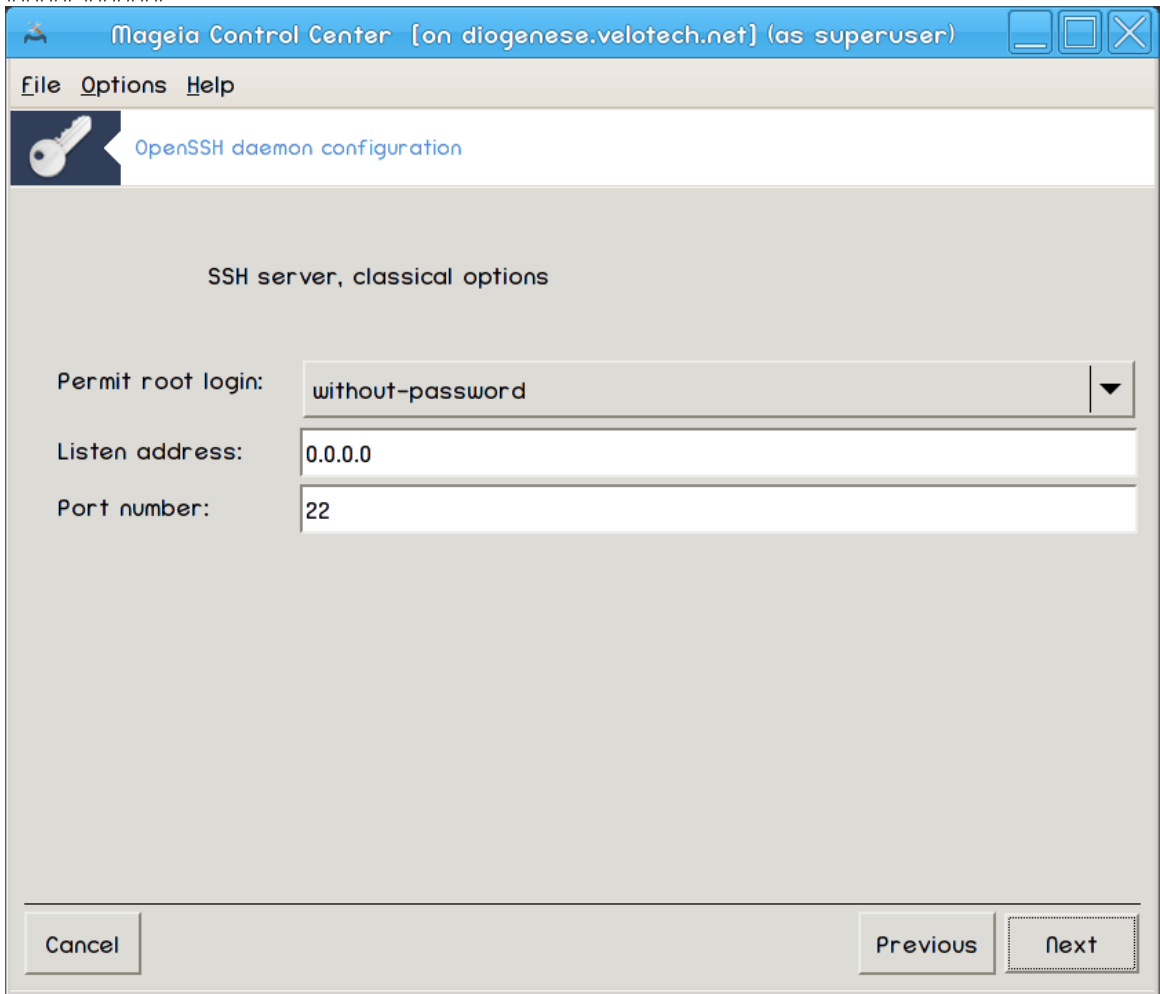 Mageia Control Center [on diogenese.velotech.net] (as superuser)
File Options Help
OpenSSH daemon configuration
SSH server, classical options
Permit root login: without-password
Listen address: 0.0.0.0
Port number: 22
Cancel Previous Next